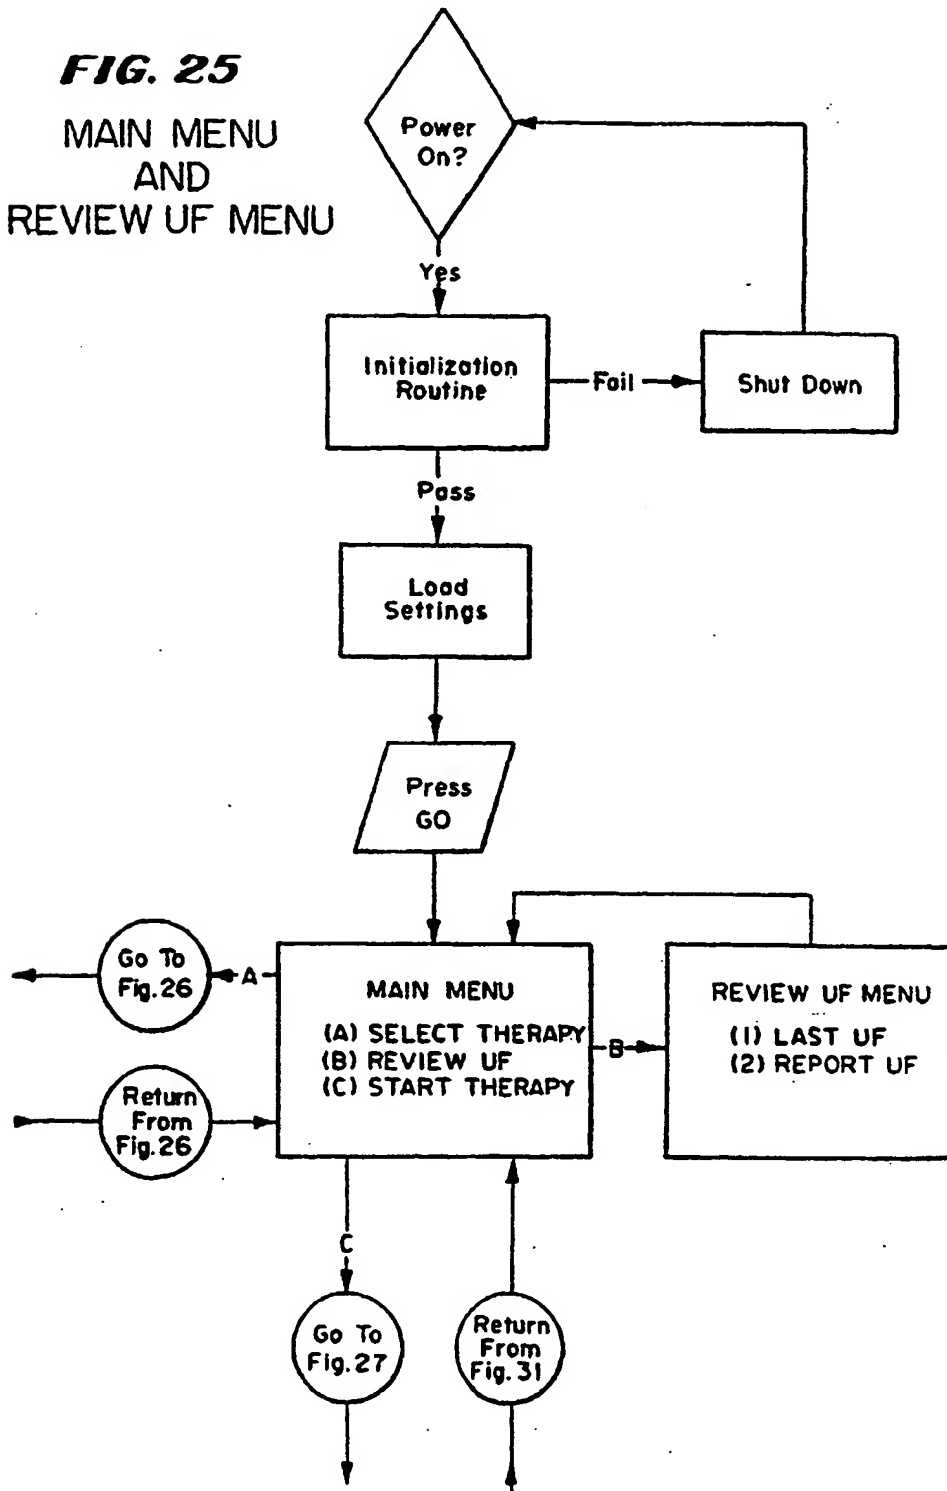 FIG. 25
MAIN MENU
AND
REVIEW UF MENU
Power
On?
Yes
Initialization
Routine
Fail
Shut Down
Pass
Load
Settings
Press
GO
Go To
Fig. 26
A
MAIN MENU
(A) SELECT THERAPY
(B) REVIEW UF
(C) START THERAPY
B
REVIEW UF MENU
(1) LAST UF
(2) REPORT UF
Return
From
Fig. 26
C
Go To
Fig. 27
Return
From
Fig. 31